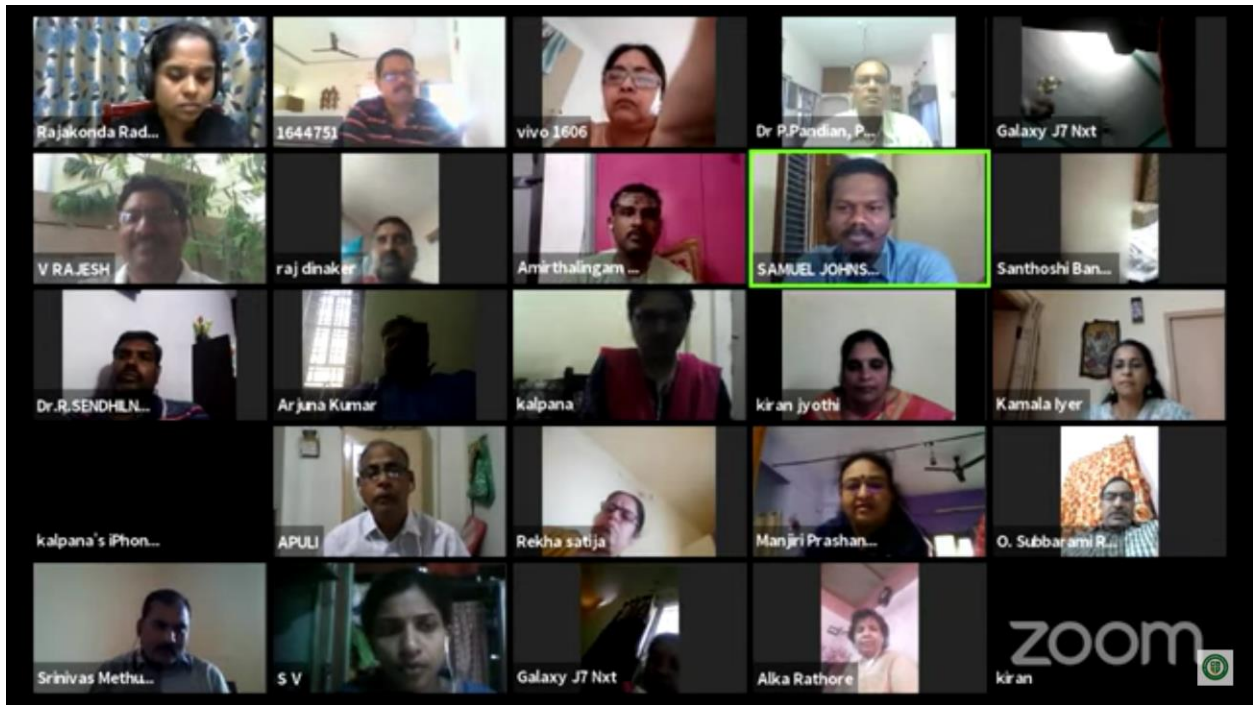 Rajakonda Rad...
1644751
vivo 1606
Dr P.Pandian, P...
Galaxy J7 Nxt
V RAJESH
raj dinaker
Amirthalingam ...
SAMUEL JOHNS...
Santhoshi Ban...
Dr.R.SENDHILN...
Arjuna Kumar
kalpana
kiran jyothi
Kamala Iyer
kalpana's iPhon...
APULI
Rekha satija
Manjiri Prashan...
O. Subbarami R...
Srinivas Methu...
S V
Galaxy J7 Nxt
Alka Rathore
zoom
kiran